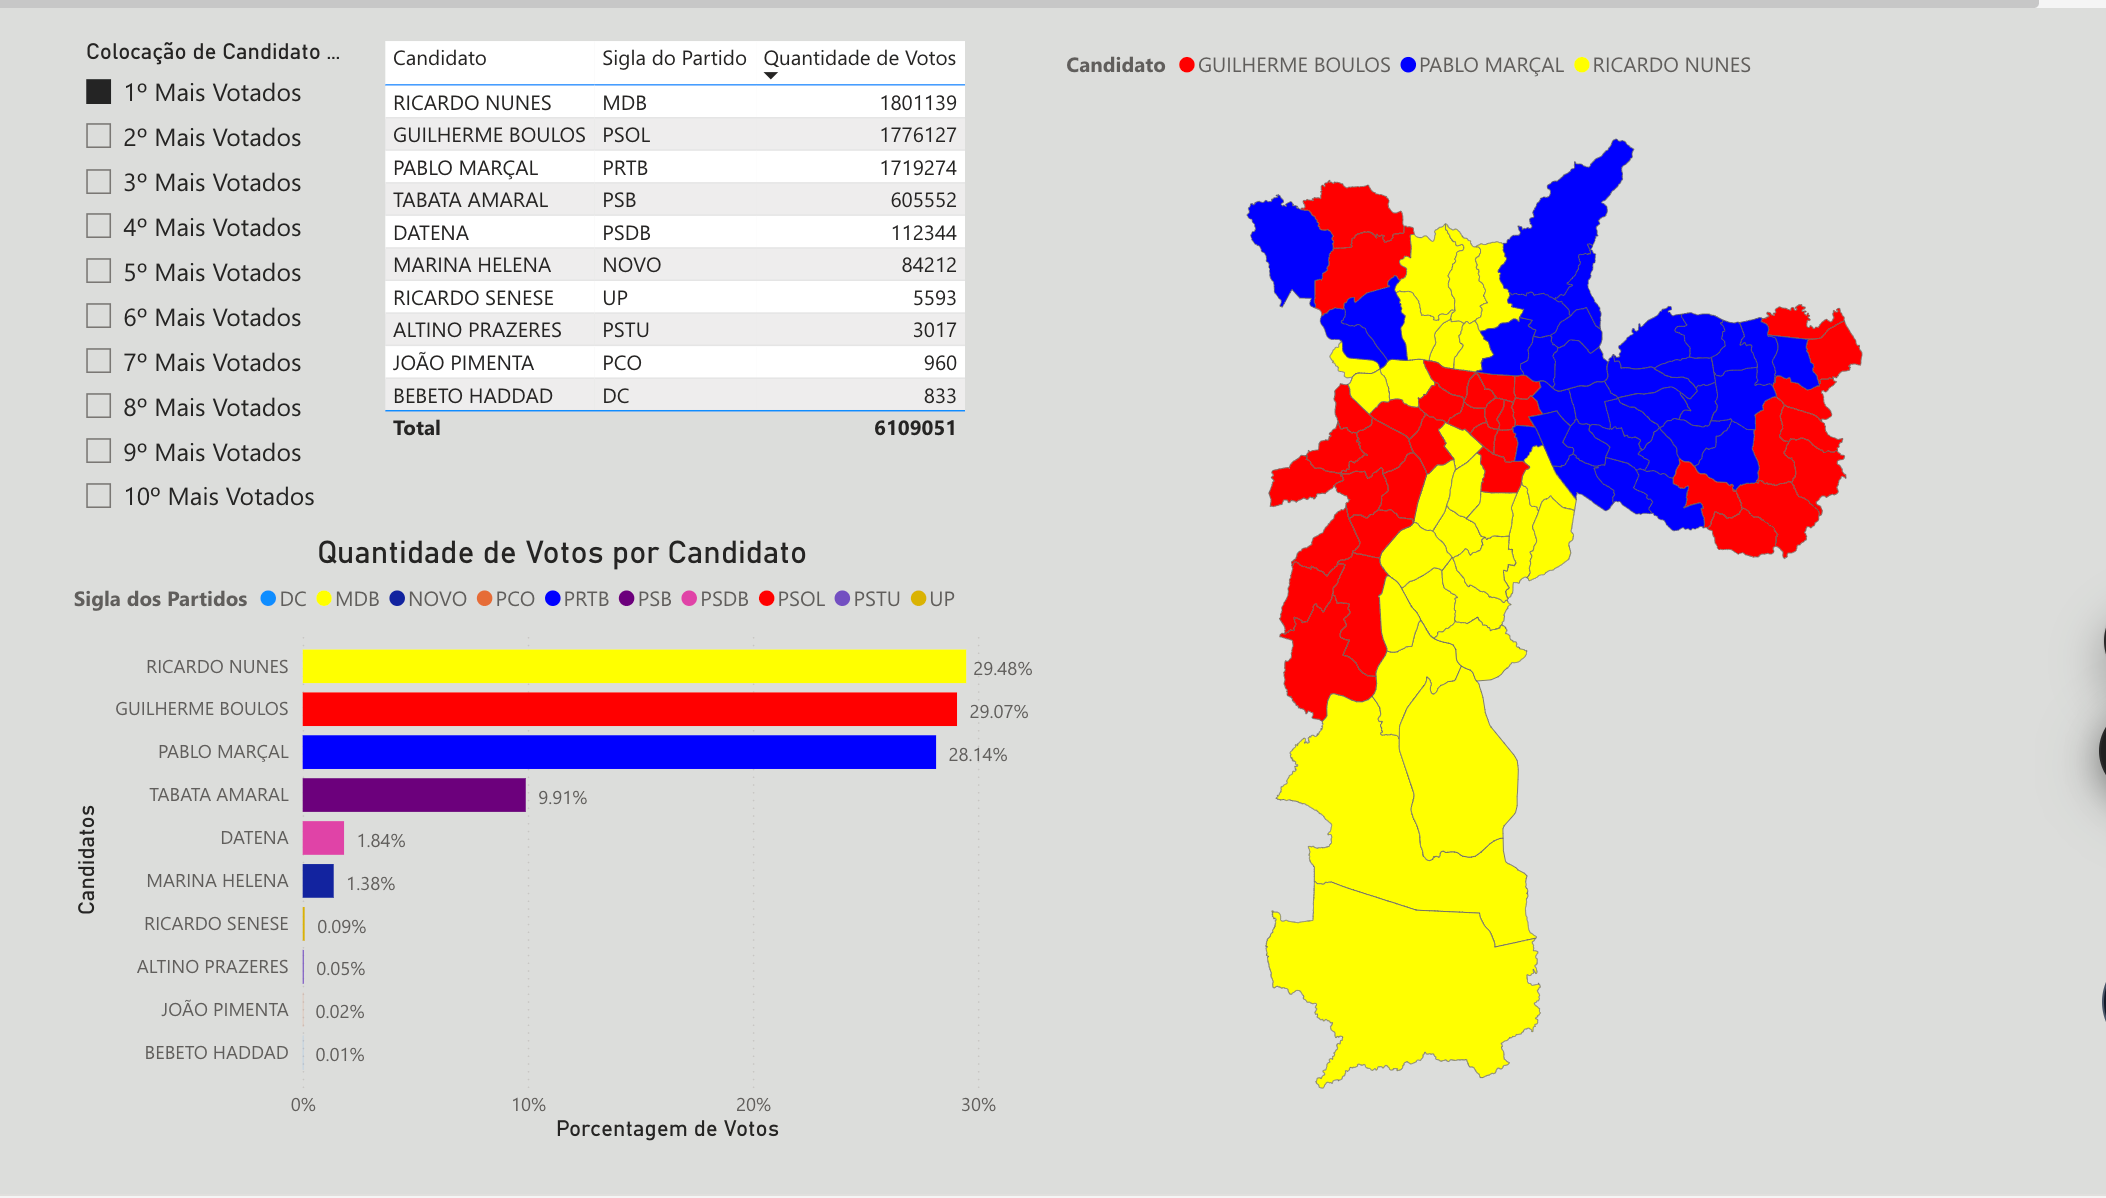 Colocação de Candidato ...
1º Mais Votados
2º Mais Votados
3º Mais Votados
4º Mais Votados
5º Mais Votados
6º Mais Votados
7º Mais Votados
8º Mais Votados
9º Mais Votados
10º Mais Votados
Candidato Sigla do Partido Quantidade de Votos
RICARDO NUNES MDB 1801139
GUILHERME BOULOS PSOL 1776127
PABLO MARÇAL PRTB 1719274
TABATA AMARAL PSB 605552
DATENA PSDB 112344
MARINA HELENA NOVO 84212
RICARDO SENESE UP 5593
ALTINO PRAZERES PSTU 3017
JOÃO PIMENTA PCO 960
BEBETO HADDAD DC 833
Total 6109051
Candidato GUILHERME BOULOS PABLO MARÇAL RICARDO NUNES
Quantidade de Votos por Candidato
Sigla dos Partidos DC MDB NOVO PCO PRTB PSB PSDB PSOL PSTU UP
Candidatos
RICARDO NUNES 29.48%
GUILHERME BOULOS 29.07%
PABLO MARÇAL 28.14%
TABATA AMARAL 9.91%
DATENA 1.84%
MARINA HELENA 1.38%
RICARDO SENESE 0.09%
ALTINO PRAZERES 0.05%
JOÃO PIMENTA 0.02%
BEBETO HADDAD 0.01%
0% 10% 20% 30%
Porcentagem de Votos